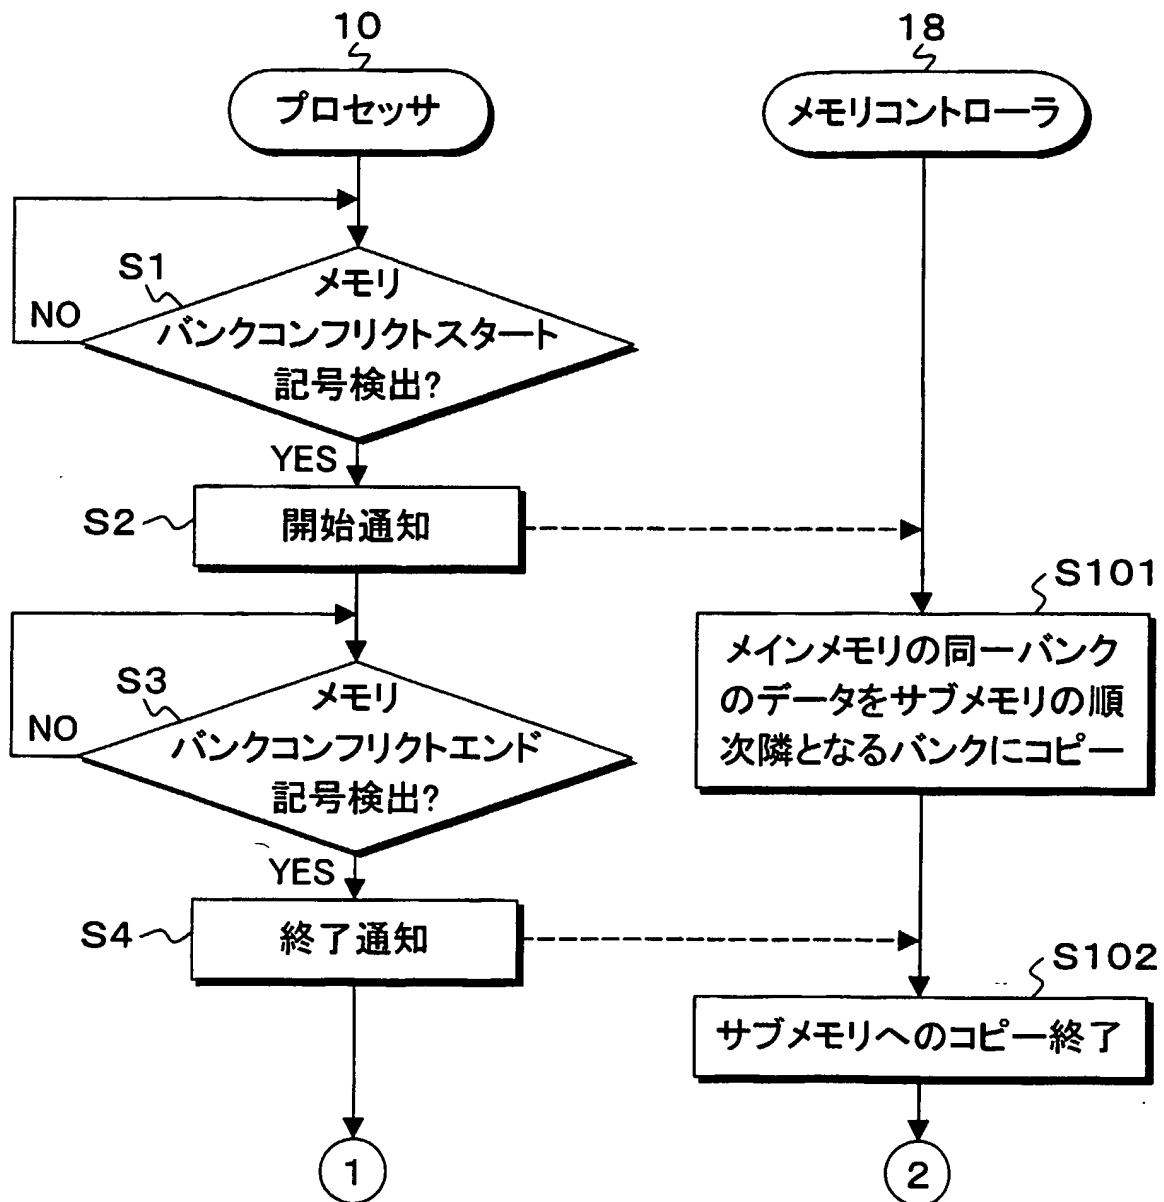 10
プロセッサ
S1
メモリ
バンクコンフリクトスタート
記号検出?
NO
YES
S2
開始通知
S3
メモリ
バンクコンフリクトエンド
記号検出?
NO
YES
S4
終了通知
1
18
メモリコントローラ
S101
メインメモリの同一バンク
のデータをサブメモリの順
次隣となるバンクにコピー
S102
サブメモリへのコピー終了
2